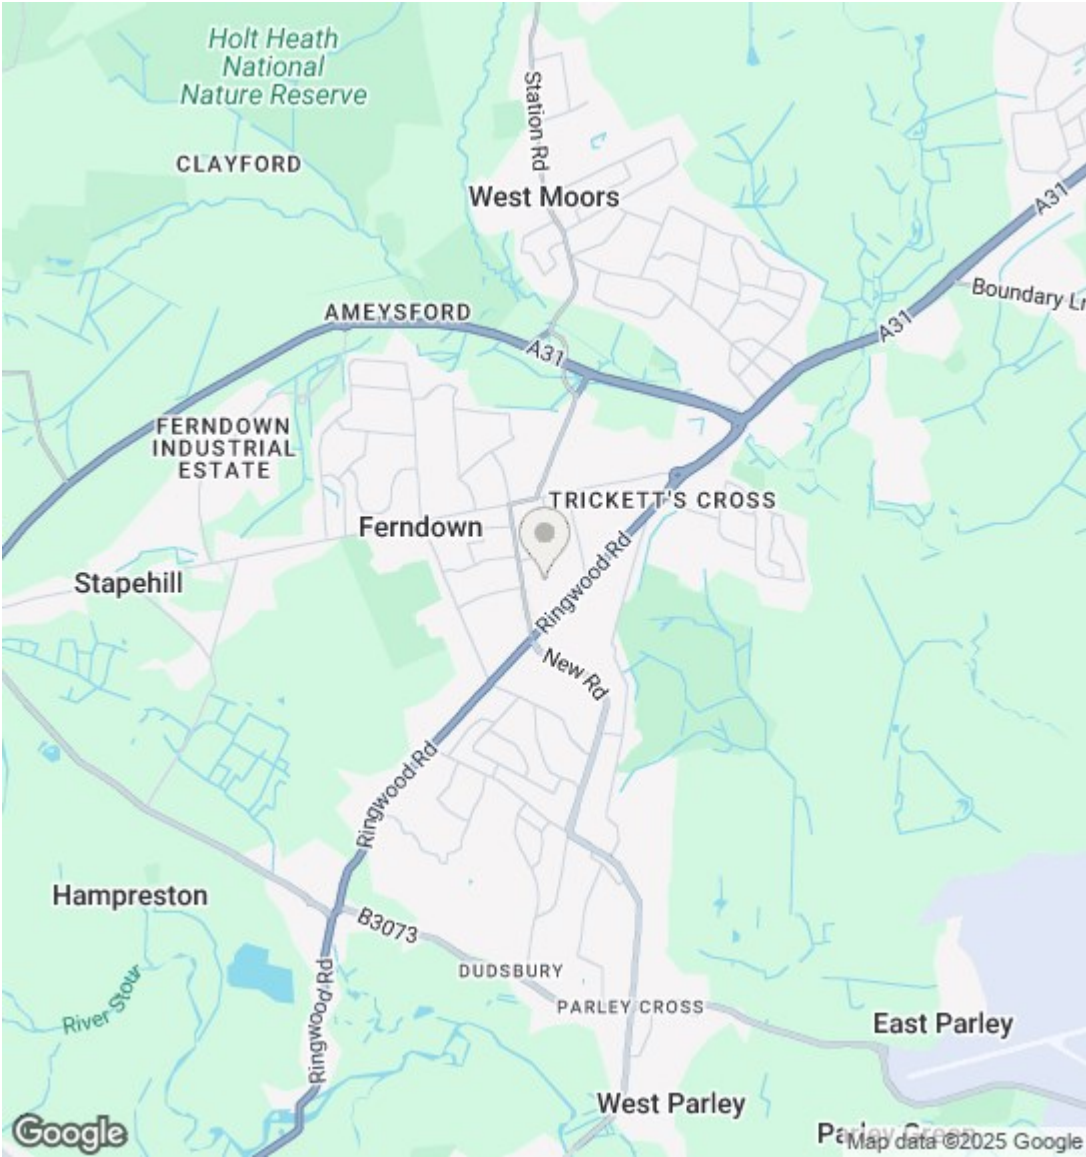 Holt Heath
National
Nature Reserve
CLAYFORD
Station Rd
West Moors
A31
Boundary Ln
AMEYSFORD
A31
A31
FERNDOWN
INDUSTRIAL
ESTATE
TRICKETT'S CROSS
Ferndown
Ringwood Rd
Stapehill
New Rd
Ringwood Rd
Hampreston
B3073
DUDSBURY
River Stour
Ringwood Rd
PARLEY CROSS
East Parley
West Parley
Parley Green
Google
Map data ©2025 Google